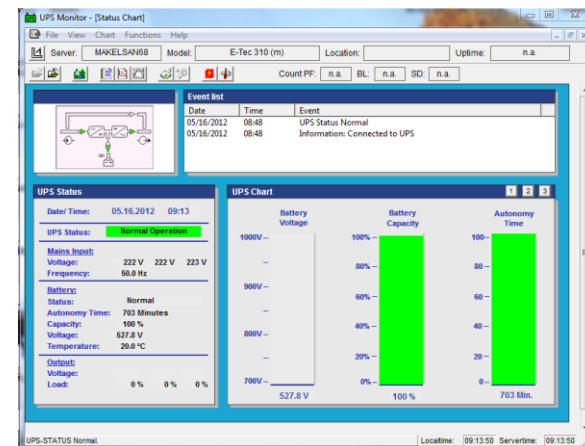 UPS Monitor - [Status Chart]
File View Chart Functions Help
Server: MAKELSAN68 Model: E-Tec 310 (m) Location: Uptime: n.a.
Count PF: n.a. BL: n.a. SD: n.a.
Event list
Date Time Event
05/16/2012 08:48 UPS Status Normal
05/16/2012 08:48 Information: Connected to UPS
UPS Status
Date/ Time: 05.16.2012 09:13
UPS Status: Normal Operation
Mains Input:
Voltage: 222 V 222 V 223 V
Frequency: 50.0 Hz
Battery:
Status: Normal
Autonomy Time: 703 Minutes
Capacity: 100 %
Voltage: 527.8 V
Temperature: 20.0 °C
Output:
Voltage:
Load: 0 % 0 % 0 %
UPS Chart 1 2 3
Battery Voltage
1000V
900V
800V
700V
527.8 V
Battery Capacity
100%
80%
60%
40%
20%
0%
100 %
Autonomy Time
100
80
60
40
20
0
703 Min.
UPS-STATUS Normal. Localtime: 09:13:50 Servertime: 09:13:50